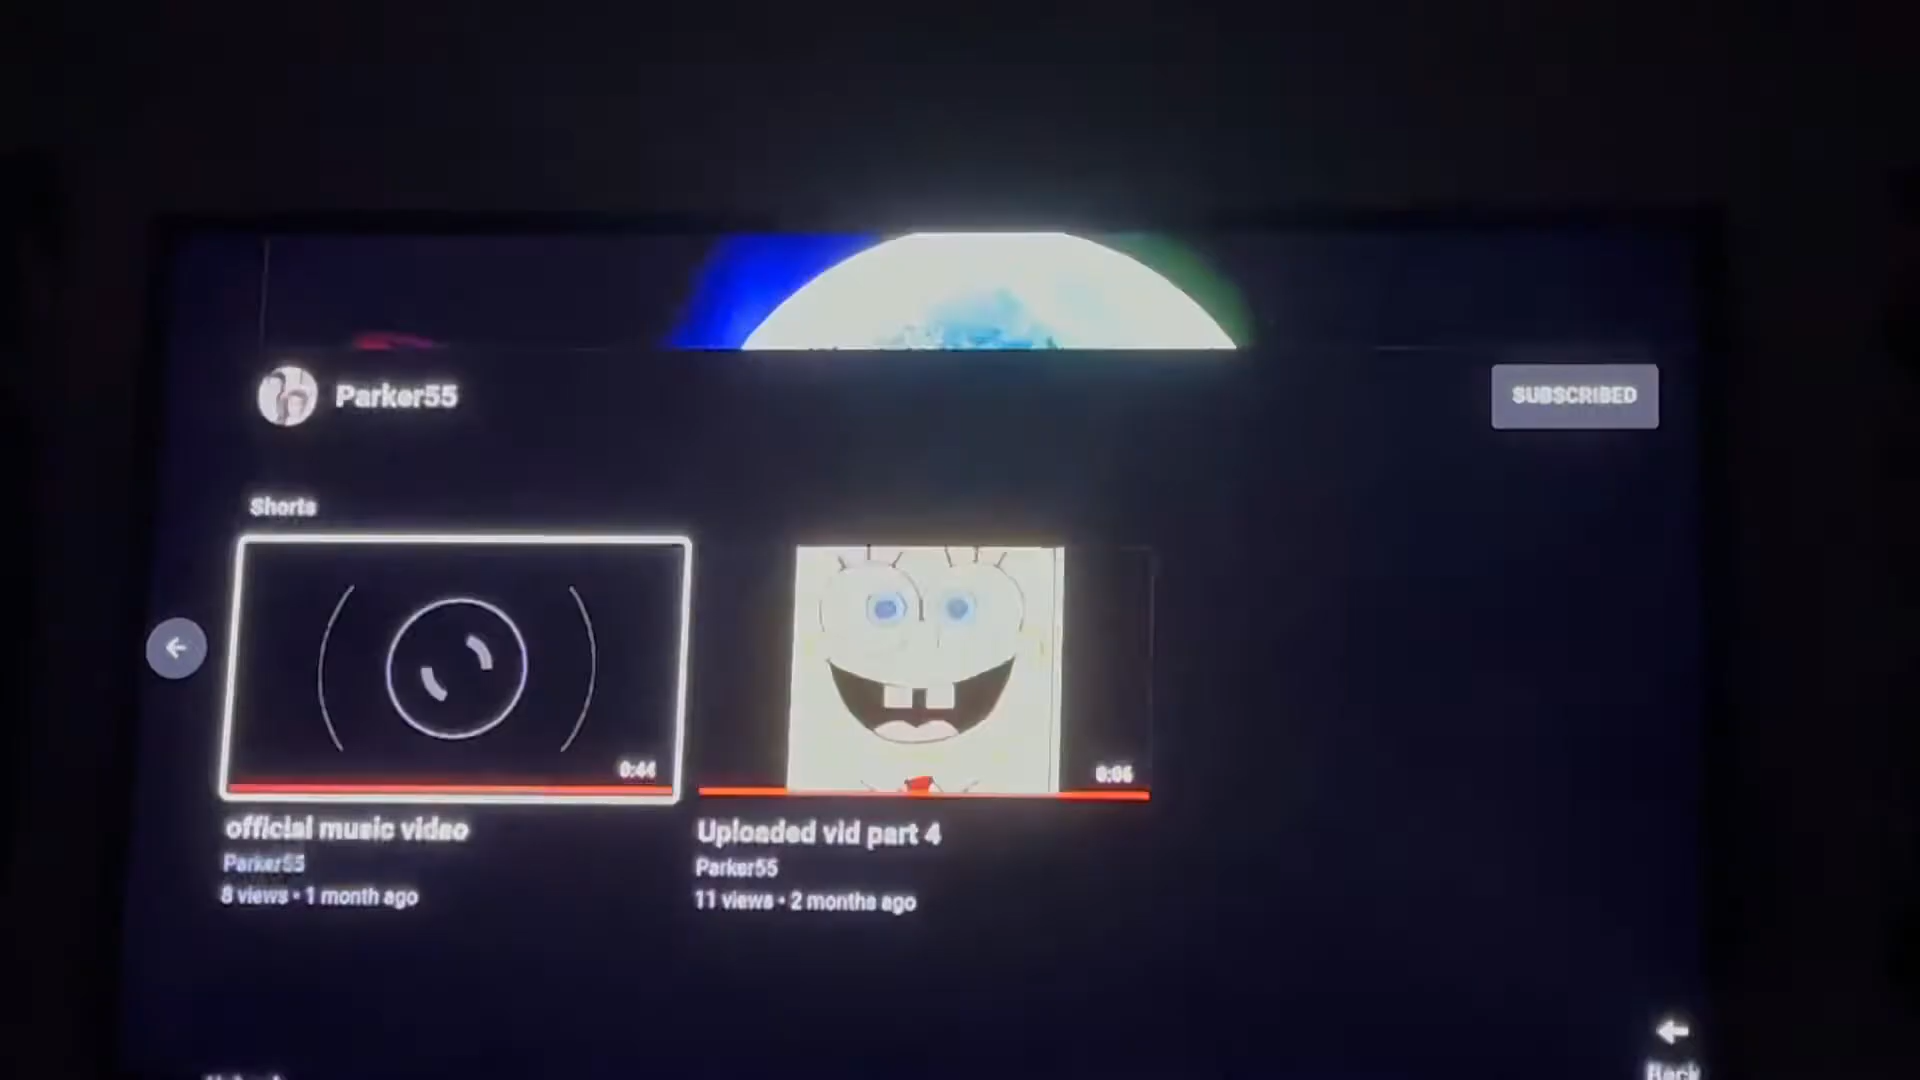 Parker55
SUBSCRIBED
Shorts
0:44
0:06
official music video
Uploaded vid part 4
Parker55
Parker55
8 views • 1 month ago
11 views • 2 months ago
Back